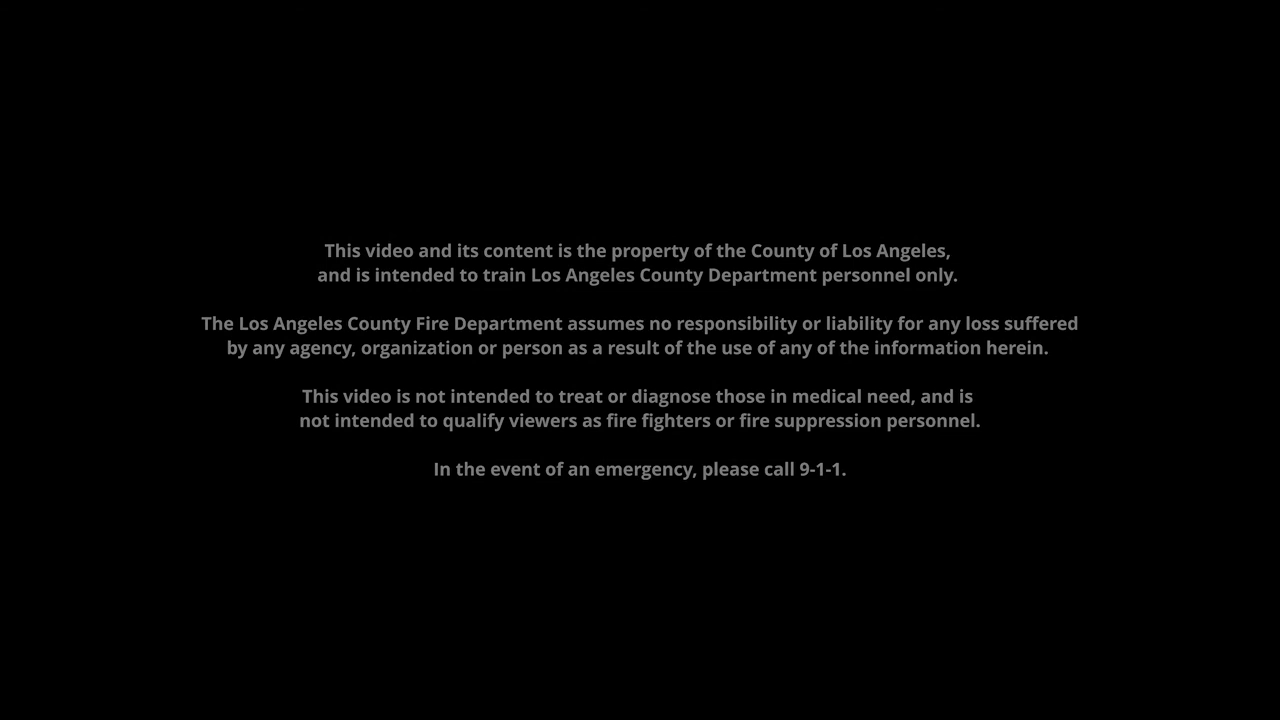 This video and its content is the property of the County of Los Angeles,
and is intended to train Los Angeles County Department personnel only.
The Los Angeles County Fire Department assumes no responsibility or liability for any loss suffered
by any agency, organization or person as a result of the use of any of the information herein.
This video is not intended to treat or diagnose those in medical need, and is
not intended to qualify viewers as fire fighters or fire suppression personnel.
In the event of an emergency, please call 9-1-1.